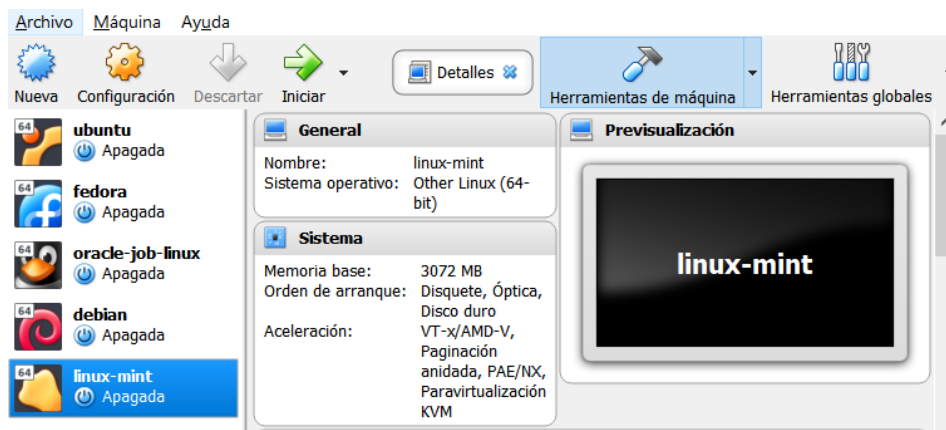 Archivo Máquina Ayuda
Nueva Configuración Descartar Iniciar Detalles Herramientas de máquina Herramientas globales
64 ubuntu
Apagada
64 fedora
Apagada
64 oracle-job-linux
Apagada
64 debian
Apagada
64 linux-mint
Apagada
General
Nombre: linux-mint
Sistema operativo: Other Linux (64-
bit)
Sistema
Memoria base: 3072 MB
Orden de arranque: Disquete, Óptica,
Disco duro
Aceleración: VT-x/AMD-V,
Paginación
anidada, PAE/NX,
Paravirtualización
KVM
Previsualización
linux-mint